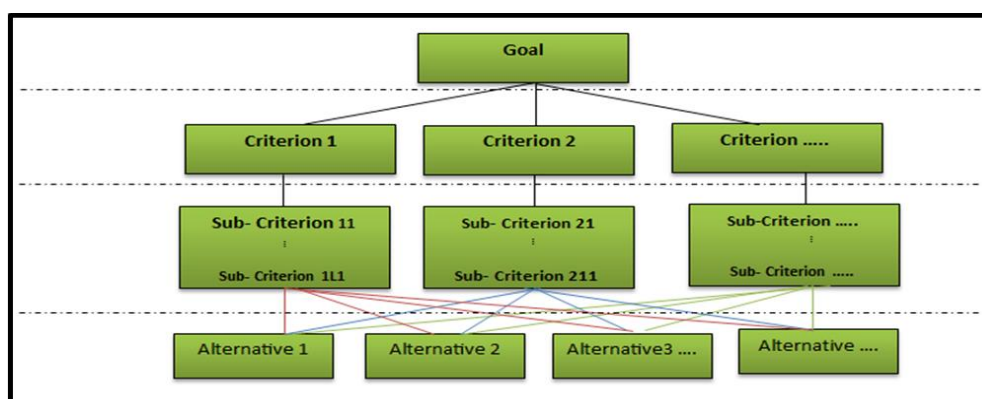 Goal
Criterion 1
Criterion 2
Criterion .....
Sub- Criterion 11
⋮
Sub- Criterion 1L1
Sub- Criterion 21
⋮
Sub- Criterion 211
Sub-Criterion .....
⋮
Sub- Criterion .....
Alternative 1
Alternative 2
Alternative3 ....
Alternative ....